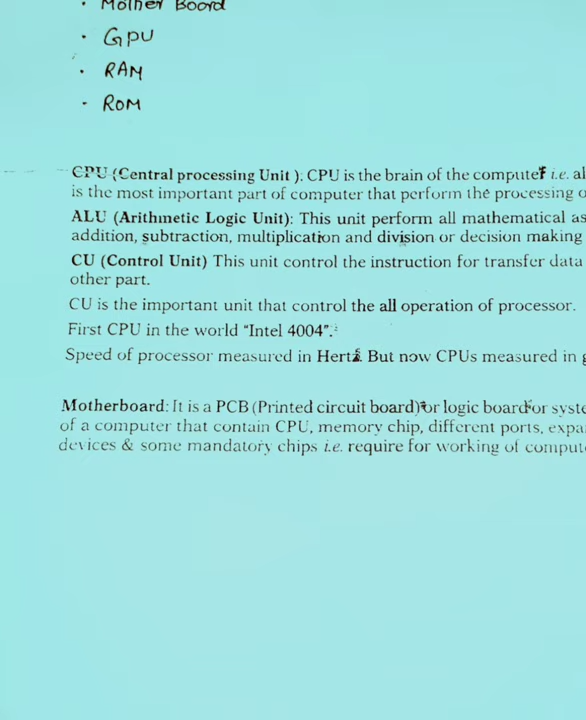 · Mother Board
· GPU
· RAM
· ROM
CPU (Central processing Unit ): CPU is the brain of the computer i.e.
is the most important part of computer that perform the processing
ALU (Arithmetic Logic Unit): This unit perform all mathematical as
addition, subtraction, multiplication and division or decision making
CU (Control Unit) This unit control the instruction for transfer data
other part.
CU is the important unit that control the all operation of processor.
First CPU in the world "Intel 4004".
Speed of processor measured in Hertz. But now CPUs measured in
Motherboard: It is a PCB (Printed circuit board) or logic board or
of a computer that contain CPU, memory chip, different ports,
devices & some mandatory chips i.e. require for working of